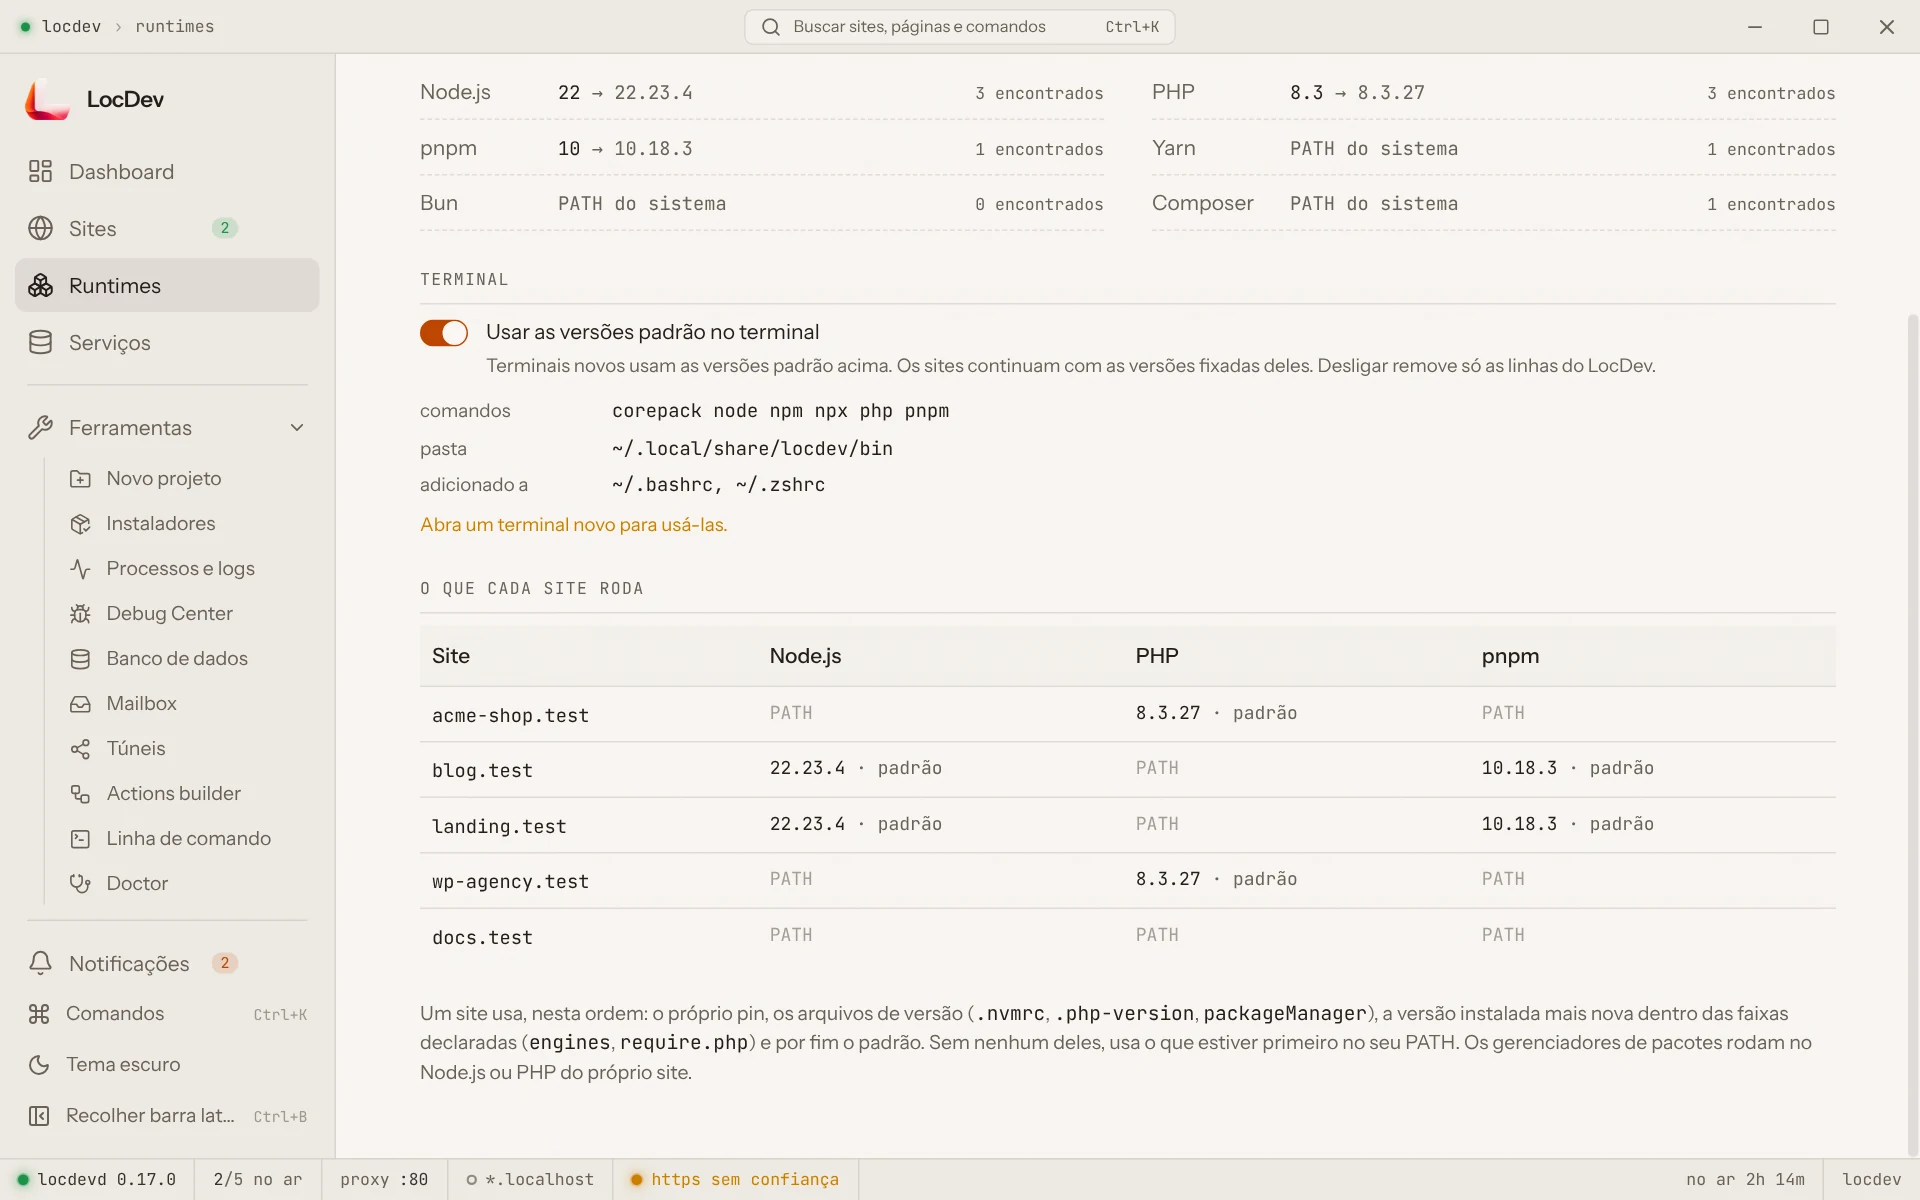 locdev › runtimes
Buscar sites, páginas e comandos Ctrl+K
LocDev
Dashboard
Sites 2
Runtimes
Serviços
Ferramentas
Novo projeto
Instaladores
Processos e logs
Debug Center
Banco de dados
Mailbox
Túneis
Actions builder
Linha de comando
Doctor
Notificações 2
Comandos Ctrl+K
Tema escuro
Recolher barra lat... Ctrl+B
Node.js 22 → 22.23.4 3 encontrados
PHP 8.3 → 8.3.27 3 encontrados
pnpm 10 → 10.18.3 1 encontrados
Yarn PATH do sistema 1 encontrados
Bun PATH do sistema 0 encontrados
Composer PATH do sistema 1 encontrados
TERMINAL
Usar as versões padrão no terminal
Terminais novos usam as versões padrão acima. Os sites continuam com as versões fixadas deles. Desligar remove só as linhas do LocDev.
comandos corepack node npm npx php pnpm
pasta ~/.local/share/locdev/bin
adicionado a ~/.bashrc, ~/.zshrc
Abra um terminal novo para usá-las.
O QUE CADA SITE RODA
Site Node.js PHP pnpm
acme-shop.test PATH 8.3.27 · padrão PATH
blog.test 22.23.4 · padrão PATH 10.18.3 · padrão
landing.test 22.23.4 · padrão PATH 10.18.3 · padrão
wp-agency.test PATH 8.3.27 · padrão PATH
docs.test PATH PATH PATH
Um site usa, nesta ordem: o próprio pin, os arquivos de versão (.nvmrc, .php-version, packageManager), a versão instalada mais nova dentro das faixas
declaradas (engines, require.php) e por fim o padrão. Sem nenhum deles, usa o que estiver primeiro no seu PATH. Os gerenciadores de pacotes rodam no
Node.js ou PHP do próprio site.
locdevd 0.17.0 2/5 no ar proxy :80 *.localhost https sem confiança no ar 2h 14m locdev